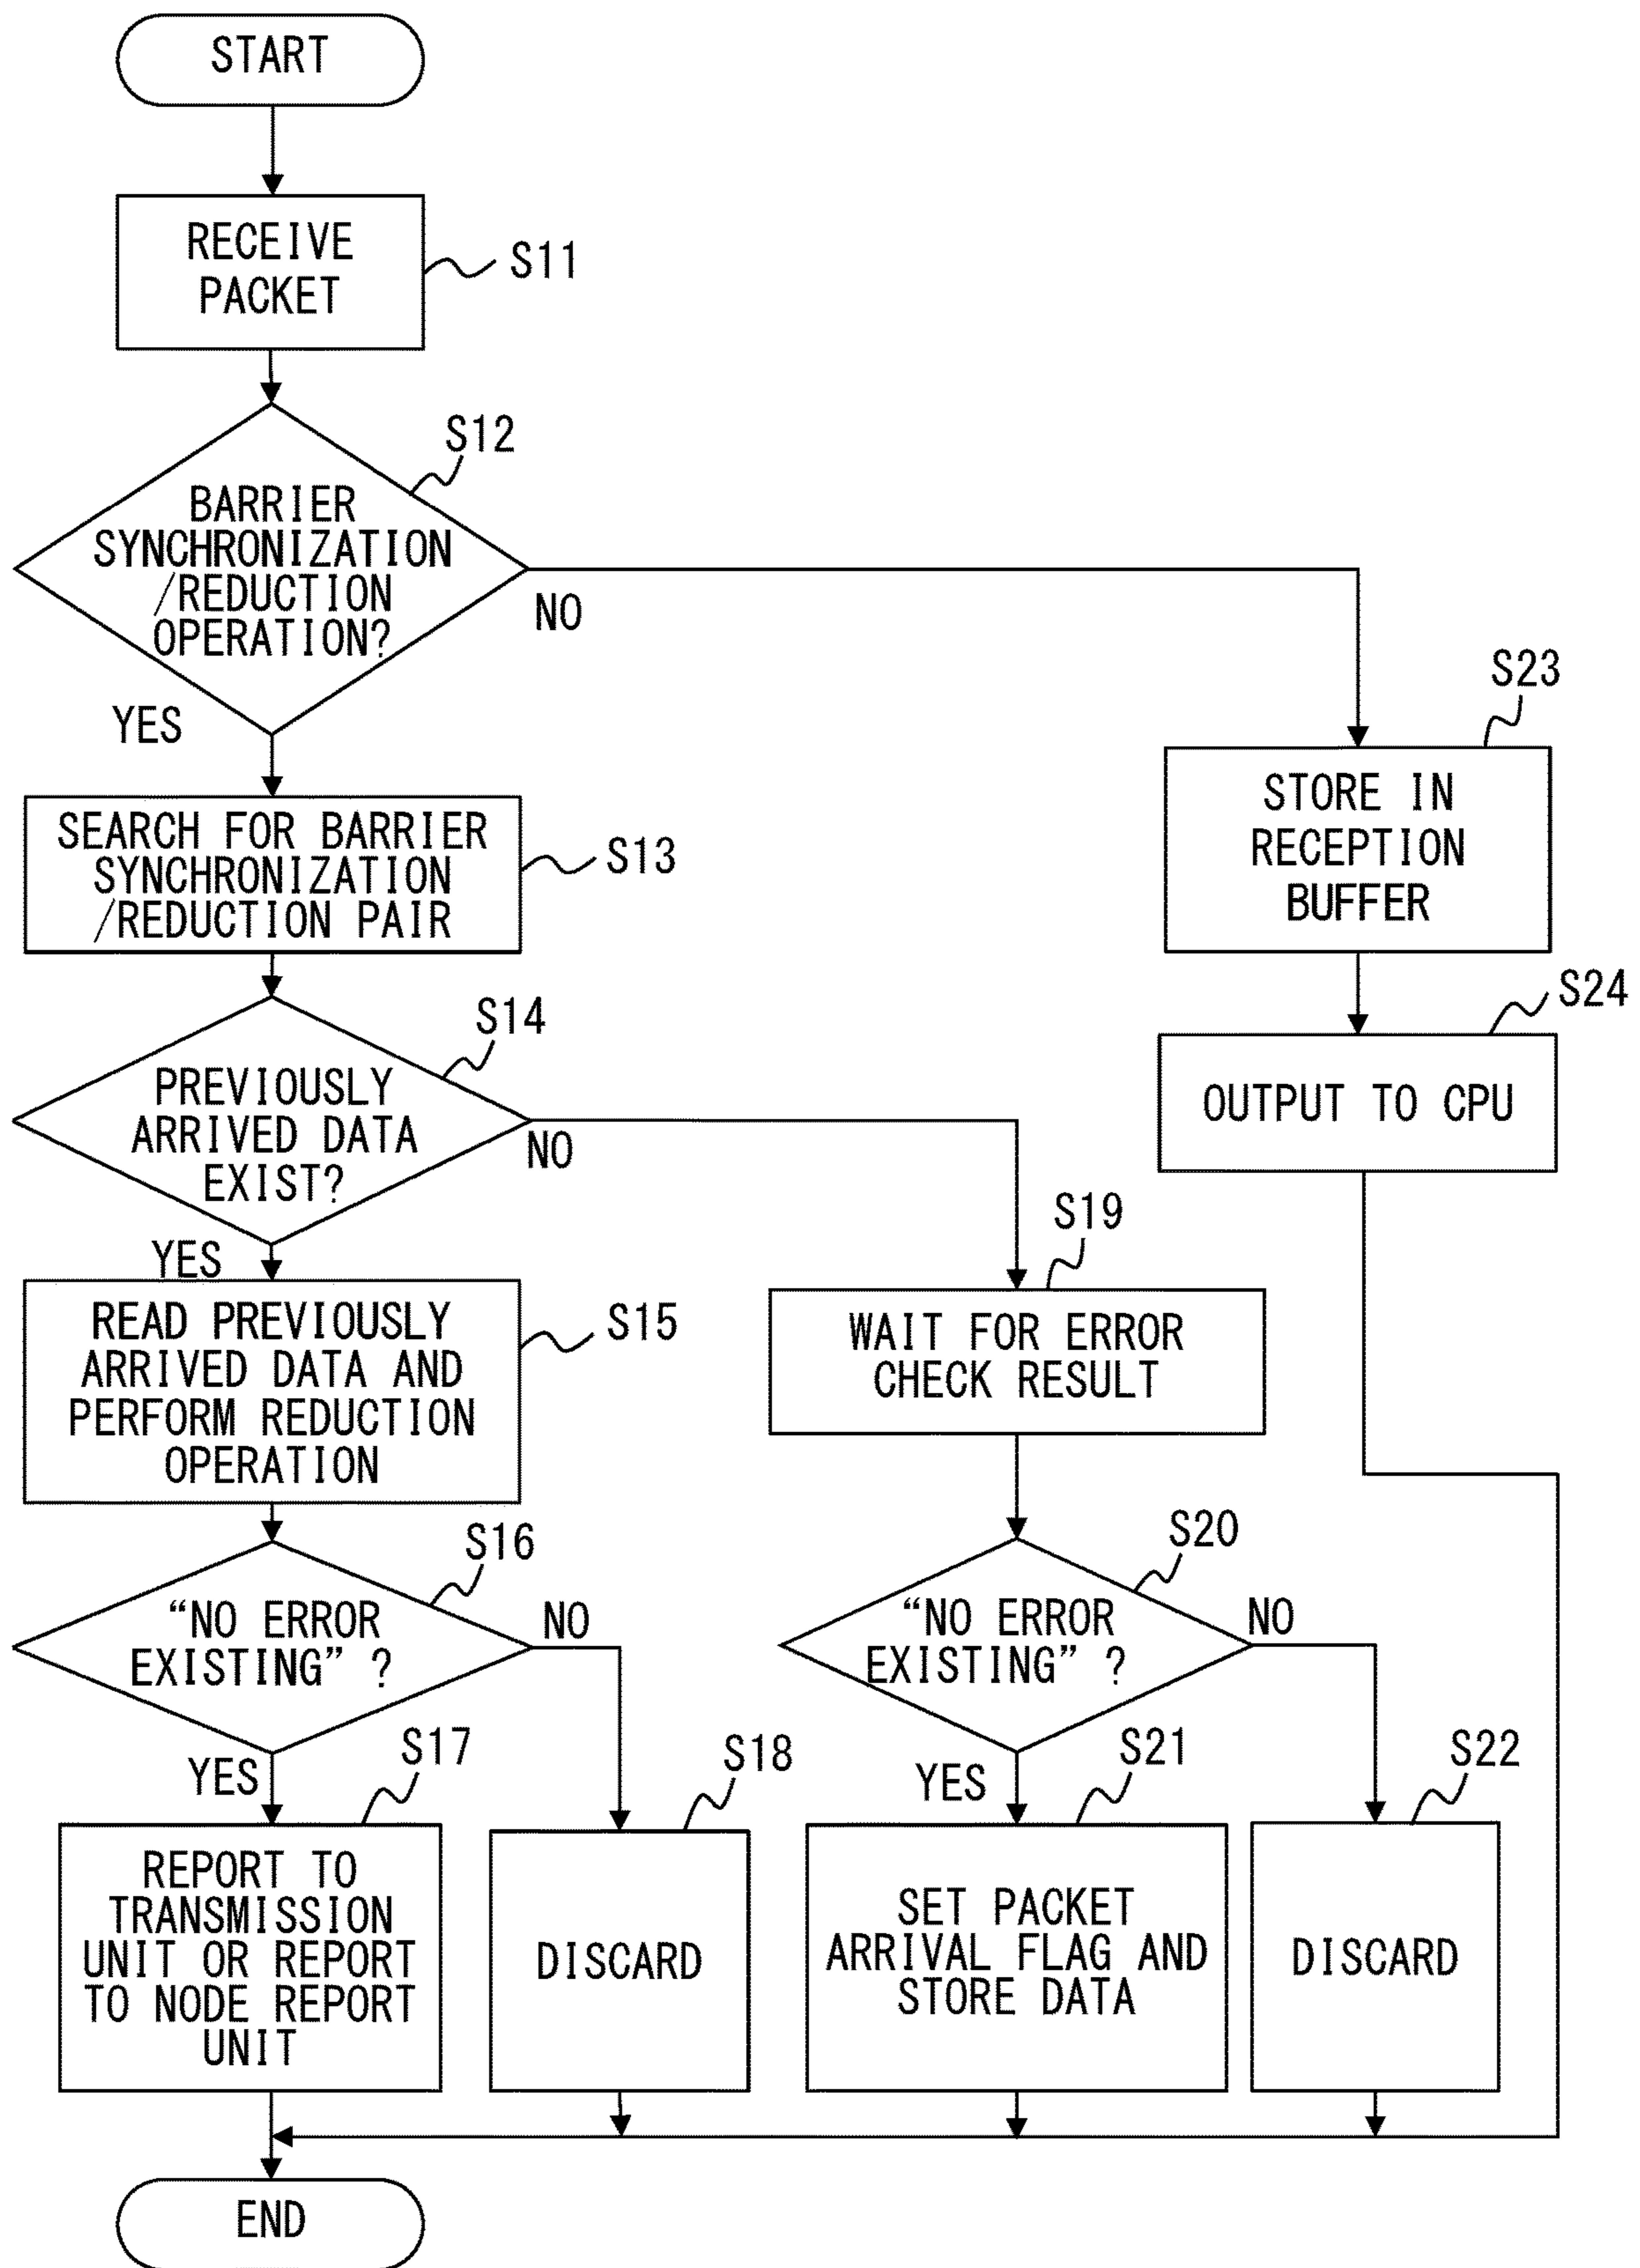 START
RECEIVE
PACKET
S11
S12
BARRIER
SYNCHRONIZATION
/REDUCTION
OPERATION?
NO
YES
S23
STORE IN
RECEPTION
BUFFER
SEARCH FOR BARRIER
SYNCHRONIZATION
/REDUCTION PAIR
S13
S24
OUTPUT TO CPU
S14
PREVIOUSLY
ARRIVED DATA
EXIST?
NO
YES
S19
WAIT FOR ERROR
CHECK RESULT
READ PREVIOUSLY
ARRIVED DATA AND
PERFORM REDUCTION
OPERATION
S15
S16
“NO ERROR
EXISTING” ?
NO
YES
S20
“NO ERROR
EXISTING” ?
NO
YES
S17
REPORT TO
TRANSMISSION
UNIT OR REPORT
TO NODE REPORT
UNIT
S18
DISCARD
S21
SET PACKET
ARRIVAL FLAG AND
STORE DATA
S22
DISCARD
END